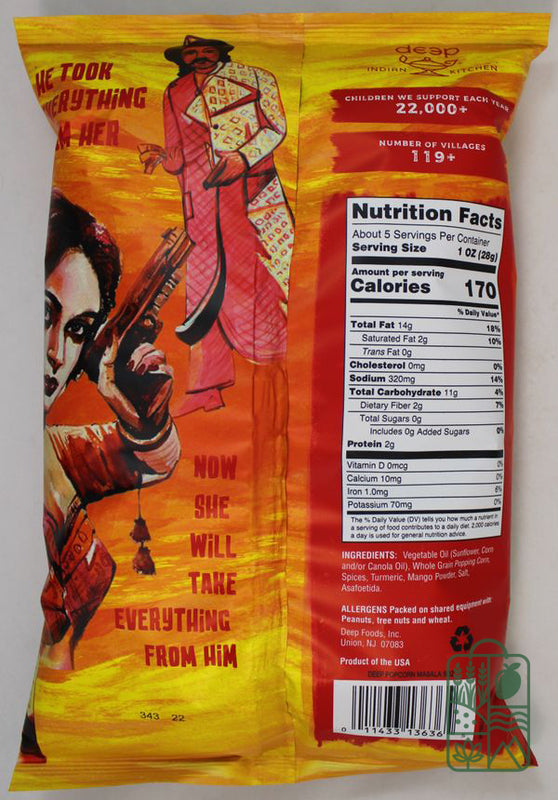 HE TOOK
EVERYTHING
HER
NOW
SHE
WILL
TAKE
EVERYTHING
FROM HIM
343 22
deep
INDIAN KITCHEN
CHILDREN WE SUPPORT EACH YEAR
22,000+
NUMBER OF VILLAGES
119+
Nutrition Facts
About 5 Servings Per Container
Serving Size 1 OZ (28g)
Amount per serving
Calories 170
% Daily Value*
Total Fat 14g 18%
Saturated Fat 2g 10%
Trans Fat 0g
Cholesterol 0mg 0%
Sodium 320mg 14%
Total Carbohydrate 11g 4%
Dietary Fiber 2g 7%
Total Sugars 0g
Includes 0g Added Sugars 0%
Protein 2g
Vitamin D 0mcg 0%
Calcium 10mg 0%
Iron 1.0mg 6%
Potassium 70mg 0%
The % Daily Value (DV) tells you how much a nutrient in
a serving of food contributes to a daily diet. 2,000 calories
a day is used for general nutrition advice.
INGREDIENTS: Vegetable Oil (Sunflower, Corn
and/or Canola Oil), Whole Grain Popping Corn,
Spices, Turmeric, Mango Powder, Salt,
Asafoetida.
ALLERGENS Packed on shared equipment with:
Peanuts, tree nuts and wheat.
Deep Foods, Inc.
Union, NJ 07083
Product of the USA
DEEP POPCORN MASALA
0 11433 13636